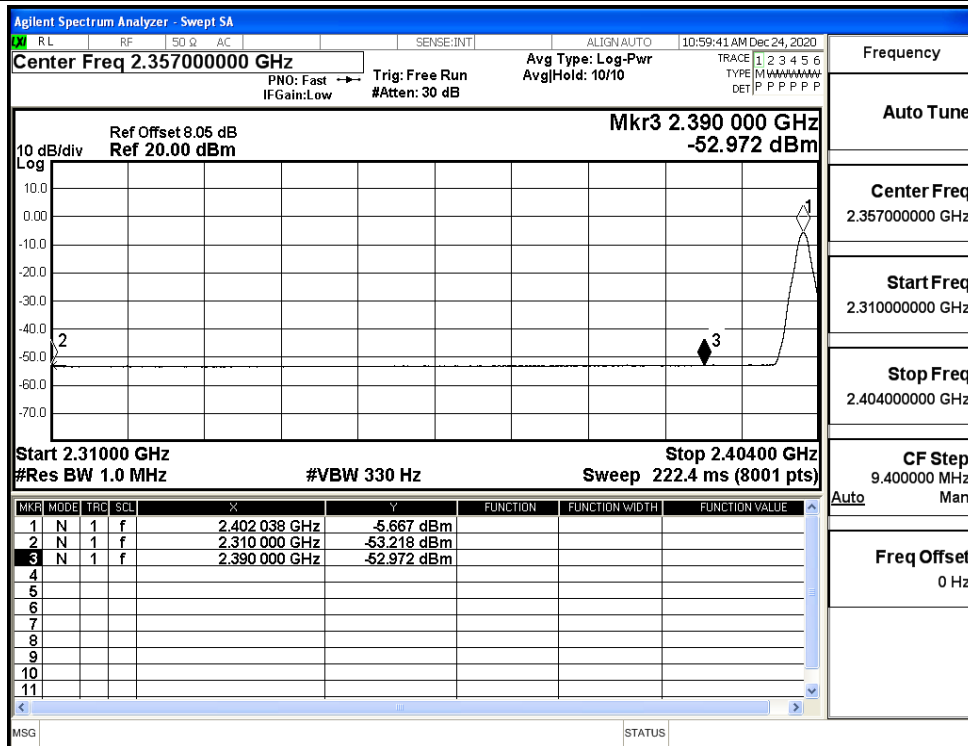 Agilent Spectrum Analyzer - Swept SA
LXI RL RF 50 Ω AC SENSE:INT ALIGN AUTO 10:59:41 AM Dec 24, 2020
Center Freq 2.357000000 GHz
PNO: Fast
IFGain:Low
Trig: Free Run
#Atten: 30 dB
Avg Type: Log-Pwr
Avg|Hold: 10/10
TRACE 1 2 3 4 5 6
TYPE M WWWWW
DET P P P P P P
Ref Offset 8.05 dB
10 dB/div Ref 20.00 dBm
Log
Mkr3 2.390 000 GHz
-52.972 dBm
10.0
0.00
-10.0
-20.0
-30.0
-40.0
-50.0
-60.0
-70.0
1
2
3
Start 2.31000 GHz Stop 2.40400 GHz
#Res BW 1.0 MHz #VBW 330 Hz Sweep 222.4 ms (8001 pts)
MKR MODE TRC SCL X Y FUNCTION FUNCTION WIDTH FUNCTION VALUE
1 N 1 f 2.402 038 GHz -5.667 dBm
2 N 1 f 2.310 000 GHz -53.218 dBm
3 N 1 f 2.390 000 GHz -52.972 dBm
4
5
6
7
8
9
10
11
MSG STATUS
Frequency
Auto Tune
Center Freq
2.357000000 GHz
Start Freq
2.310000000 GHz
Stop Freq
2.404000000 GHz
CF Step
9.400000 MHz
Auto Man
Freq Offset
0 Hz